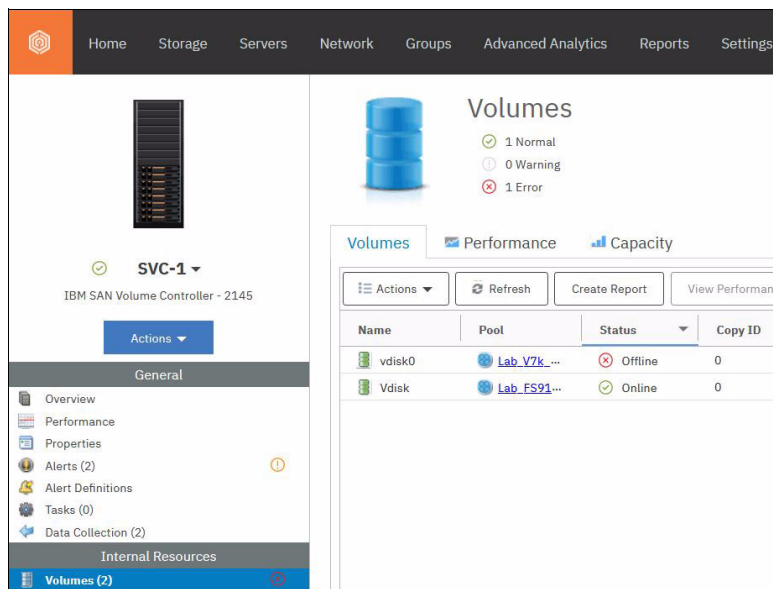 Home Storage Servers Network Groups Advanced Analytics Reports Settings
SVC-1
IBM SAN Volume Controller - 2145
Actions
General
Overview
Performance
Properties
Alerts (2)
Alert Definitions
Tasks (0)
Data Collection (2)
Internal Resources
Volumes (2)
Volumes
1 Normal
0 Warning
1 Error
Volumes Performance Capacity
Actions Refresh Create Report View Performan
Name Pool Status Copy ID
vdisk0 Lab_V7k_... Offline 0
Vdisk Lab_FS91... Online 0